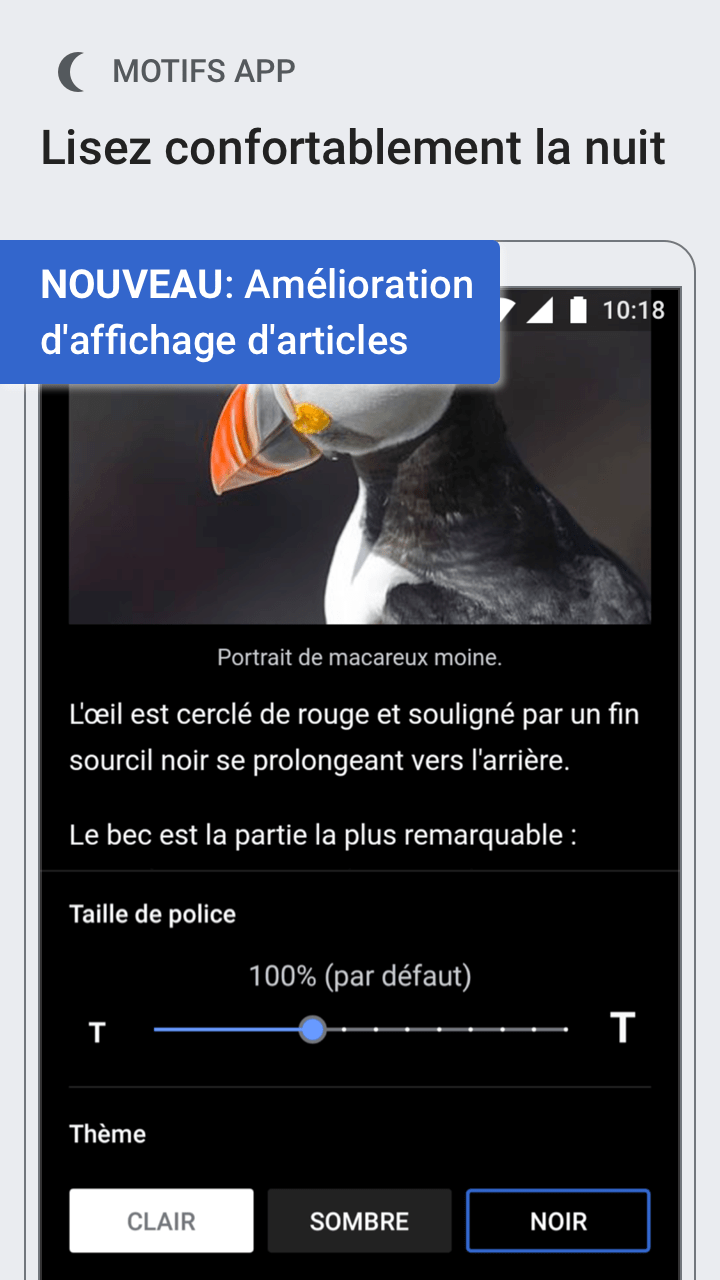 MOTIFS APP
Lisez confortablement la nuit
NOUVEAU: Amélioration
d'affichage d'articles
10:18
Portrait de macareux moine.
L'œil est cerclé de rouge et souligné par un fin
sourcil noir se prolongeant vers l'arrière.
Le bec est la partie la plus remarquable :
Taille de police
100% (par défaut)
T T
Thème
CLAIR SOMBRE NOIR